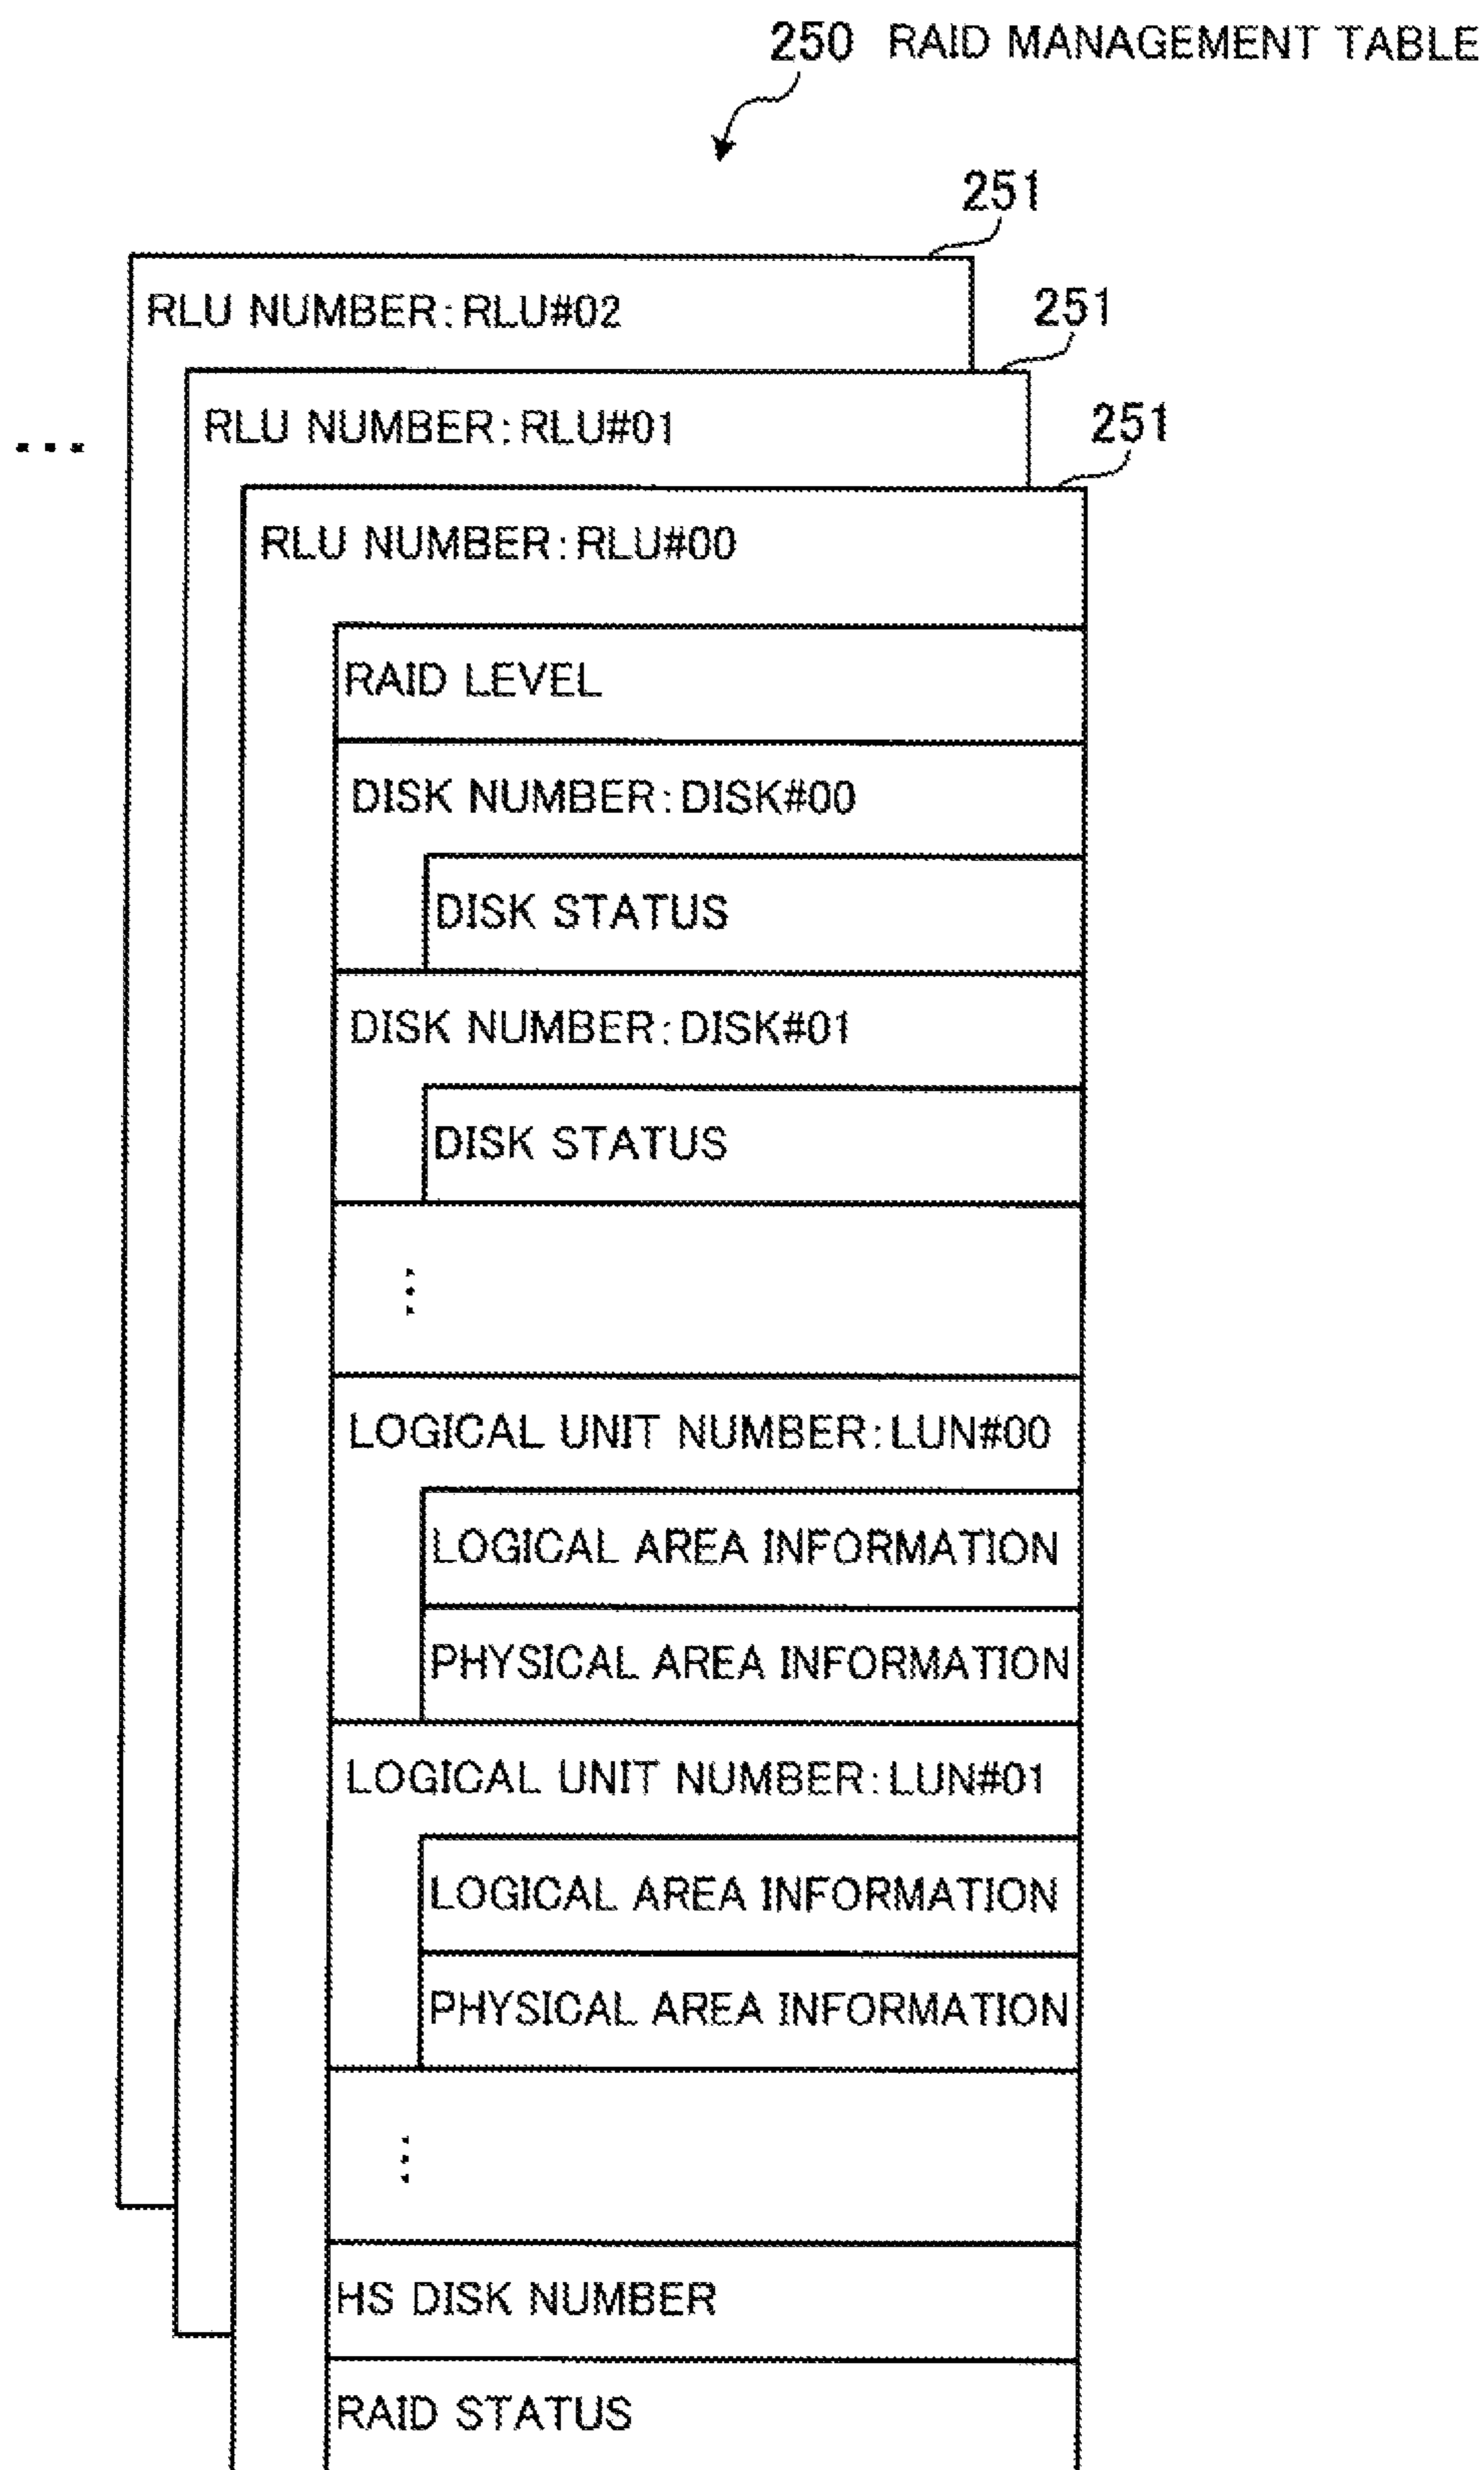 250 RAID MANAGEMENT TABLE
251
RLU NUMBER:RLU#02
251
RLU NUMBER:RLU#01
...
251
RLU NUMBER:RLU#00
RAID LEVEL
DISK NUMBER:DISK#00
DISK STATUS
DISK NUMBER:DISK#01
DISK STATUS
⋮
LOGICAL UNIT NUMBER:LUN#00
LOGICAL AREA INFORMATION
PHYSICAL AREA INFORMATION
LOGICAL UNIT NUMBER:LUN#01
LOGICAL AREA INFORMATION
PHYSICAL AREA INFORMATION
⋮
HS DISK NUMBER
RAID STATUS